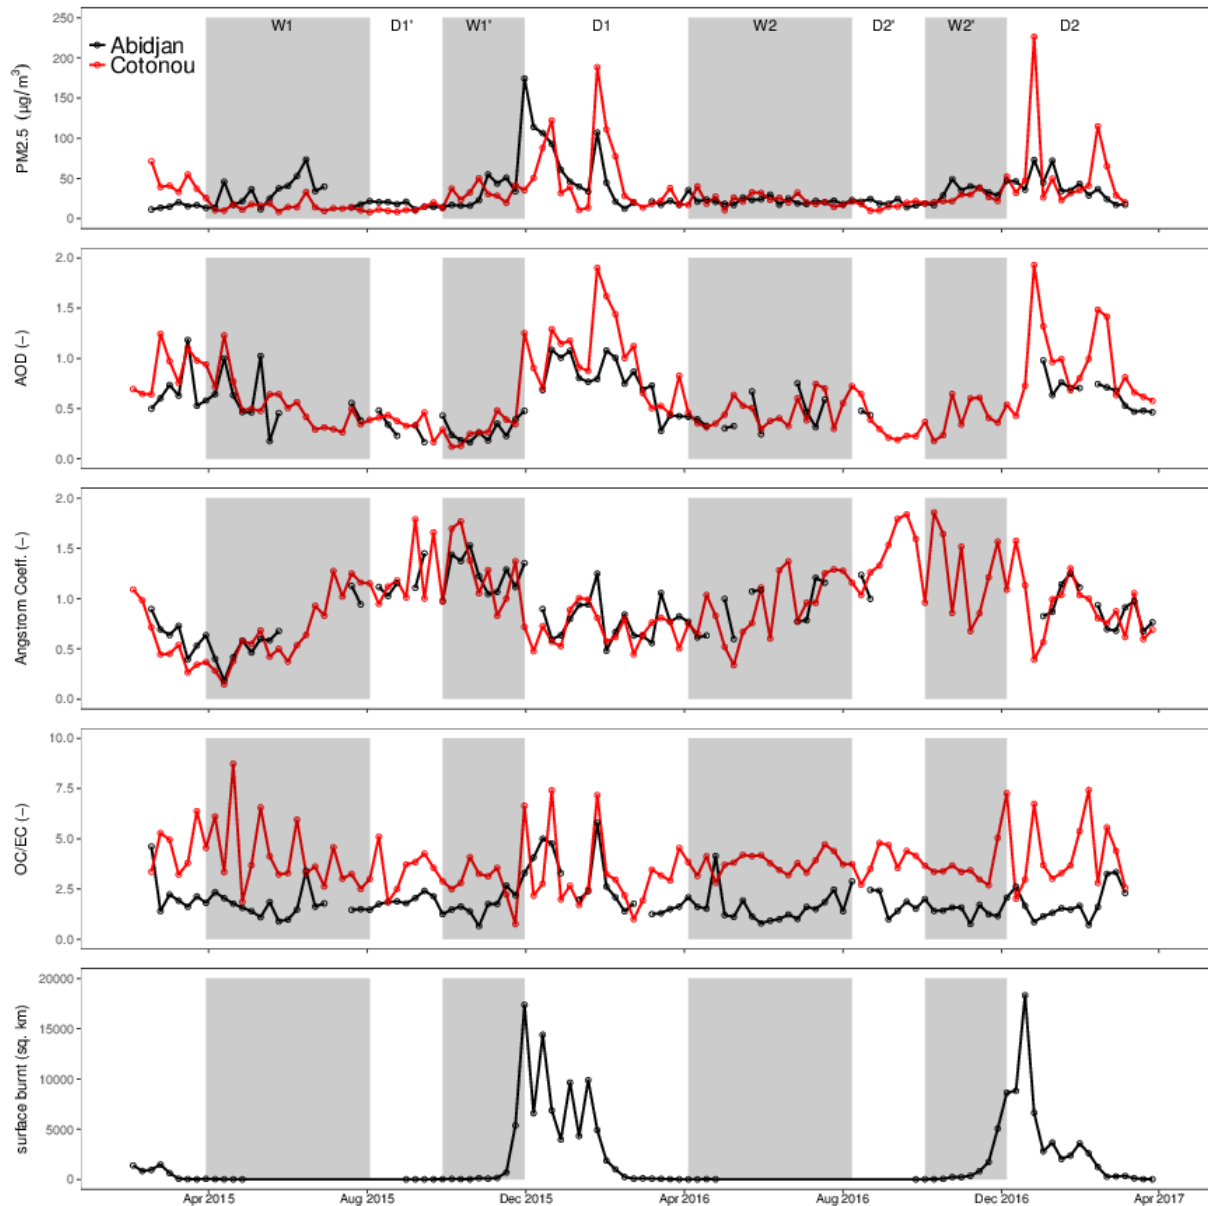 W1 D1' W1' D1 W2 D2' W2' D2
Abidjan
Cotonou
PM2.5 (µg/m³)
250
200
150
100
50
0
AOD (−)
2.0
1.5
1.0
0.5
0.0
Angstrom Coeff. (−)
2.0
1.5
1.0
0.5
0.0
OC/EC (−)
10.0
7.5
5.0
2.5
0.0
surface burnt (sq. km)
20000
15000
10000
5000
0
Apr 2015 Aug 2015 Dec 2015 Apr 2016 Aug 2016 Dec 2016 Apr 2017